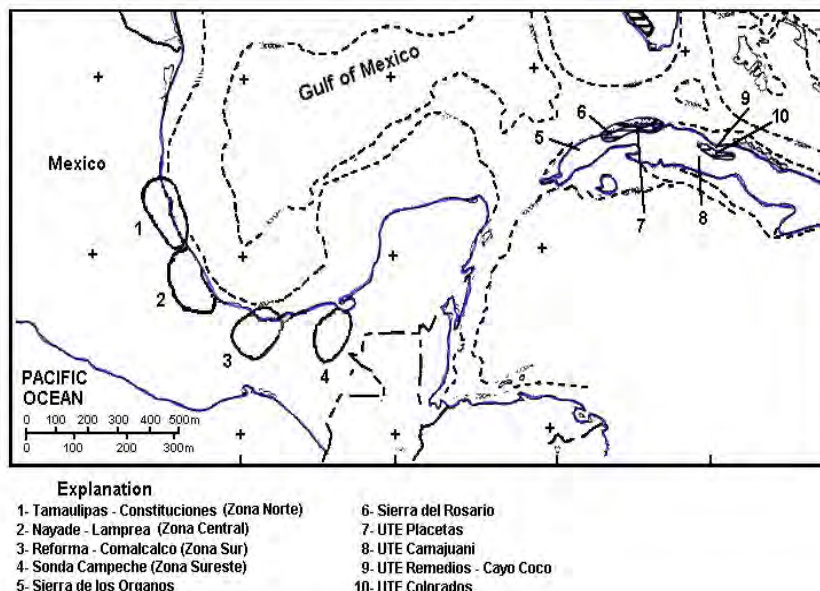 Gulf of Mexico
Mexico
1
2
3
4
5
6
7
8
9
10
PACIFIC
OCEAN
0 100 200 300 400 500m
0 100 200 300m
Explanation
1- Tamaulipas - Constituciones (Zona Norte)
2- Nayade - Lamprea (Zona Central)
3- Reforma - Comalcalco (Zona Sur)
4- Sonda Campeche (Zona Sureste)
5- Sierra de los Organos
6- Sierra del Rosario
7- UTE Placetas
8- UTE Camajuani
9- UTE Remedios - Cayo Coco
10- UTE Colorados